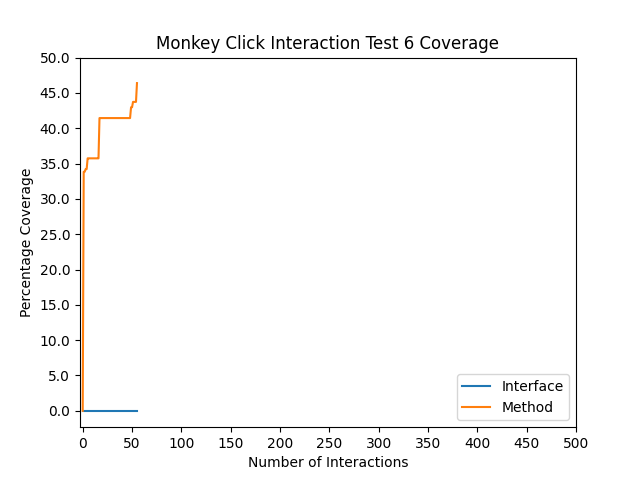 Monkey Click Interaction Test 6 Coverage
50.0
45.0
40.0
35.0
30.0
25.0
20.0
15.0
10.0
5.0
0.0
Percentage Coverage
Interface
Method
0 50 100 150 200 250 300 350 400 450 500
Number of Interactions